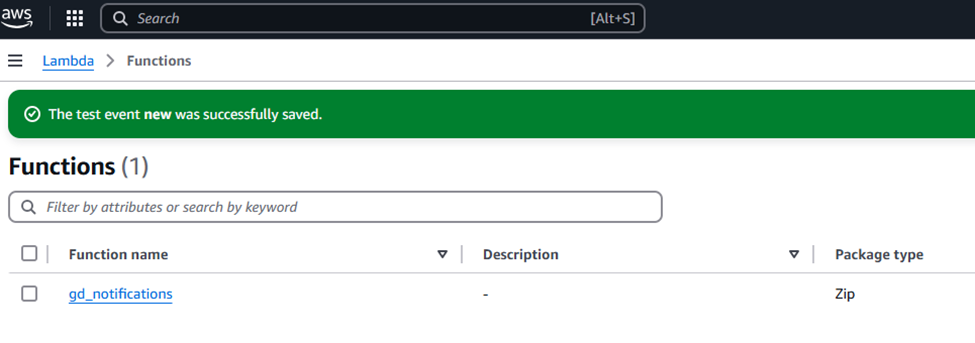 aws Search [Alt+S]
Lambda > Functions
The test event new was successfully saved.
Functions (1)
Filter by attributes or search by keyword
Function name Description Package type
gd_notifications - Zip